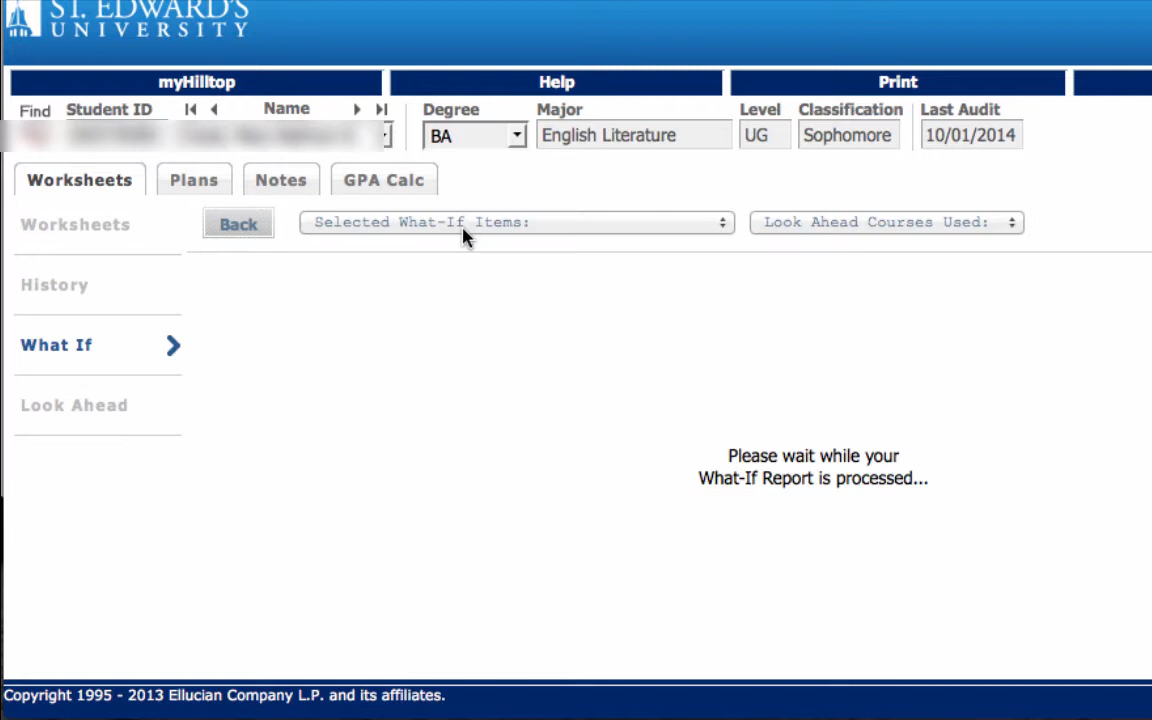 ST. EDWARD'S
UNIVERSITY
myHilltop Help Print
Find Student ID Name Degree Major Level Classification Last Audit
BA English Literature UG Sophomore 10/01/2014
Worksheets Plans Notes GPA Calc
Worksheets Back Selected What-If Items: Look Ahead Courses Used:
History
What If
Look Ahead
Please wait while your
What-If Report is processed...
Copyright 1995 - 2013 Ellucian Company L.P. and its affiliates.